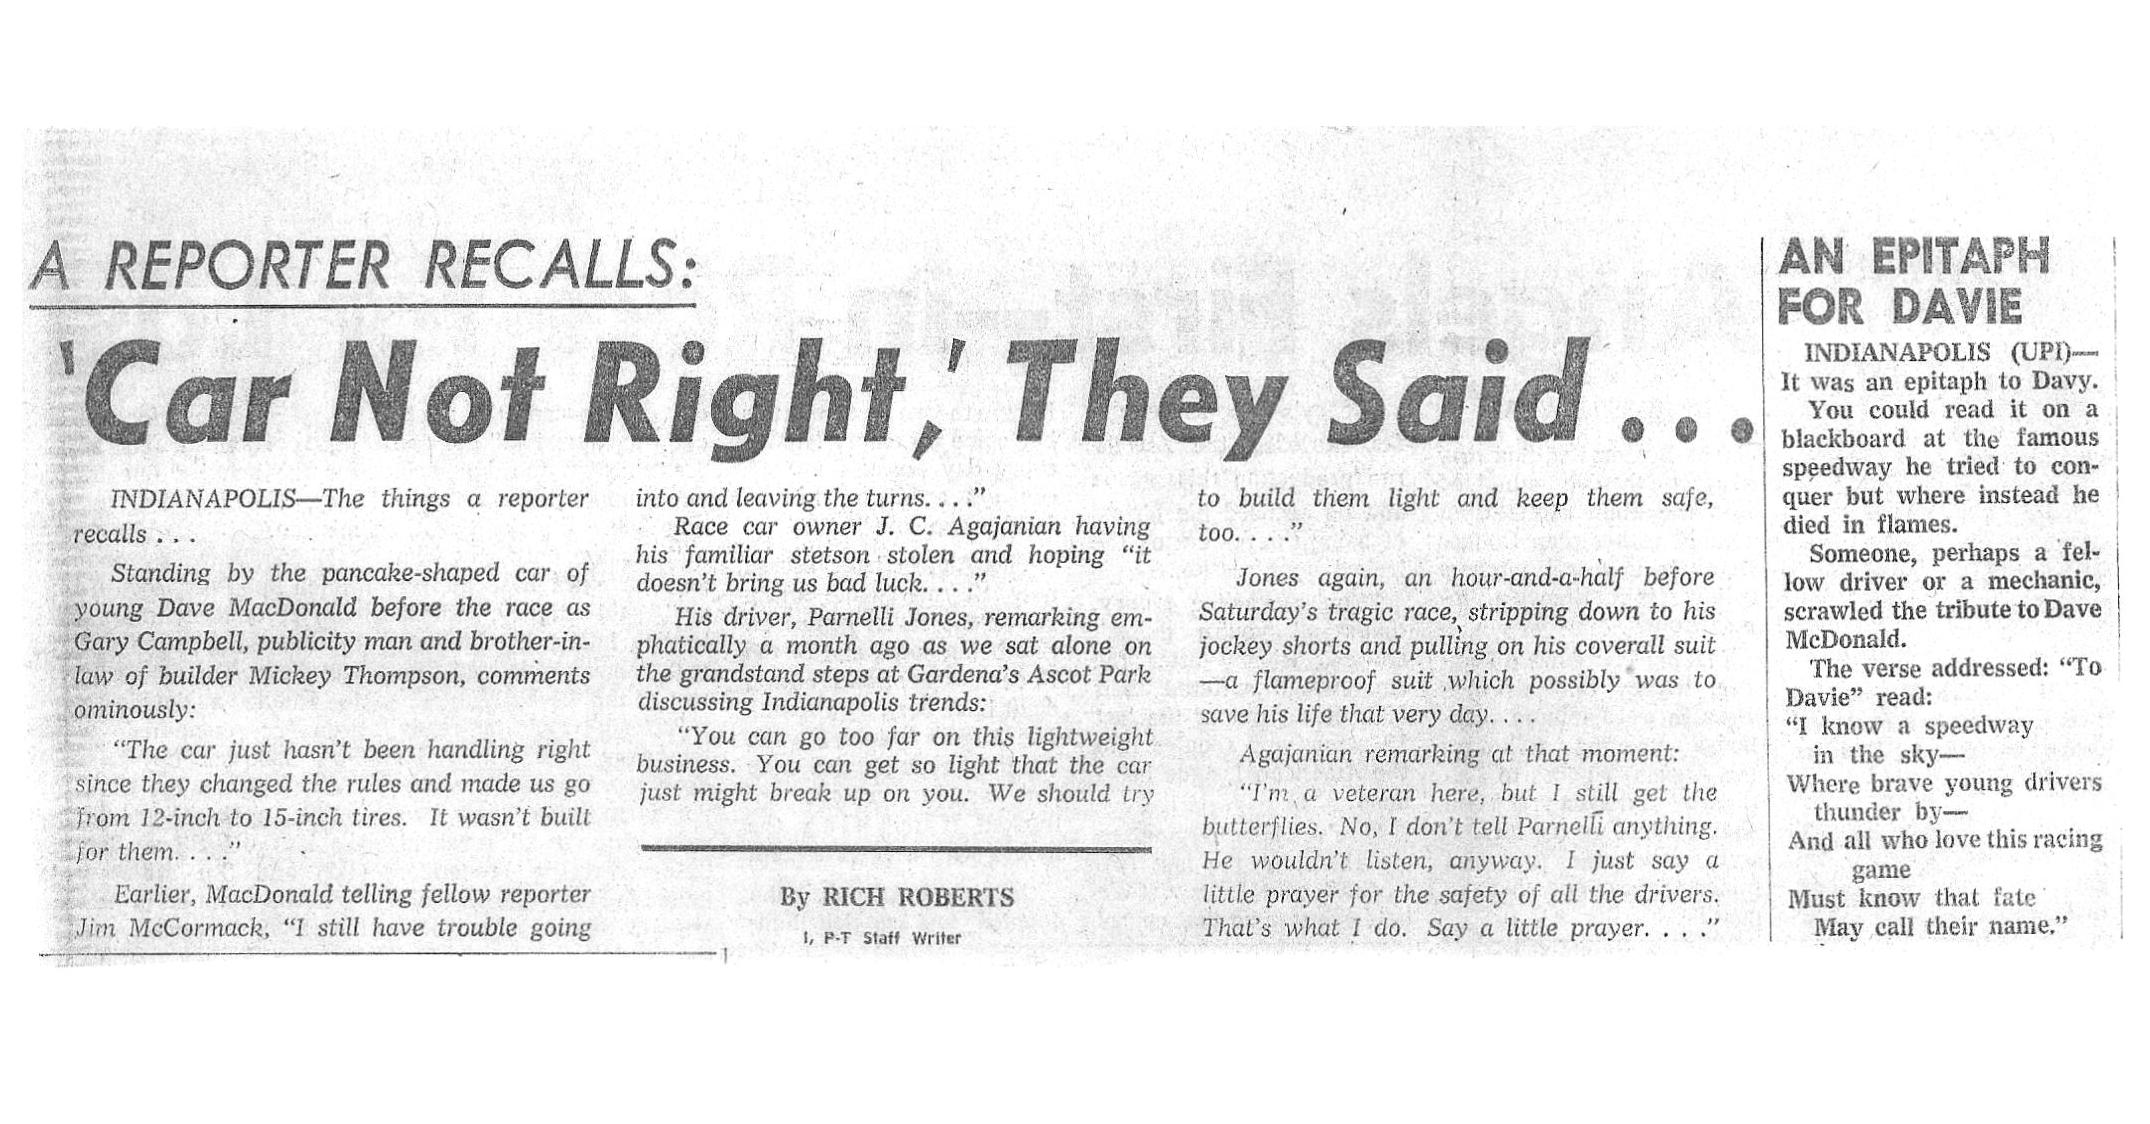 A REPORTER RECALLS:
'Car Not Right,' They Said . . .
INDIANAPOLIS—The things a reporter
recalls . . .
Standing by the pancake-shaped car of
young Dave MacDonald before the race as
Gary Campbell, publicity man and brother-in-
law of builder Mickey Thompson, comments
ominously:
"The car just hasn't been handling right
since they changed the rules and made us go
from 12-inch to 15-inch tires. It wasn't built
for them. . . ."
Earlier, MacDonald telling fellow reporter
Jim McCormack, "I still have trouble going
into and leaving the turns. . . ."
Race car owner J. C. Agajanian having
his familiar stetson stolen and hoping "it
doesn't bring us bad luck. . . ."
His driver, Parnelli Jones, remarking em-
phatically a month ago as we sat alone on
the grandstand steps at Gardena's Ascot Park
discussing Indianapolis trends:
"You can go too far on this lightweight
business. You can get so light that the car
just might break up on you. We should try
By RICH ROBERTS
I, P-T Staff Writer
to build them light and keep them safe,
too. . . ."
Jones again, an hour-and-a-half before
Saturday's tragic race, stripping down to his
jockey shorts and pulling on his coverall suit
—a flameproof suit which possibly was to
save his life that very day. . . .
Agajanian remarking at that moment:
"I'm a veteran here, but I still get the
butterflies. No, I don't tell Parnelli anything.
He wouldn't listen, anyway. I just say a
little prayer for the safety of all the drivers.
That's what I do. Say a little prayer. . . ."
AN EPITAPH
FOR DAVIE
INDIANAPOLIS (UPI)—
It was an epitaph to Davy.
You could read it on a
blackboard at the famous
speedway he tried to con-
quer but where instead he
died in flames.
Someone, perhaps a fel-
low driver or a mechanic,
scrawled the tribute to Dave
McDonald.
The verse addressed: "To
Davie" read:
"I know a speedway
in the sky—
Where brave young drivers
thunder by—
And all who love this racing
game
Must know that fate
May call their name."